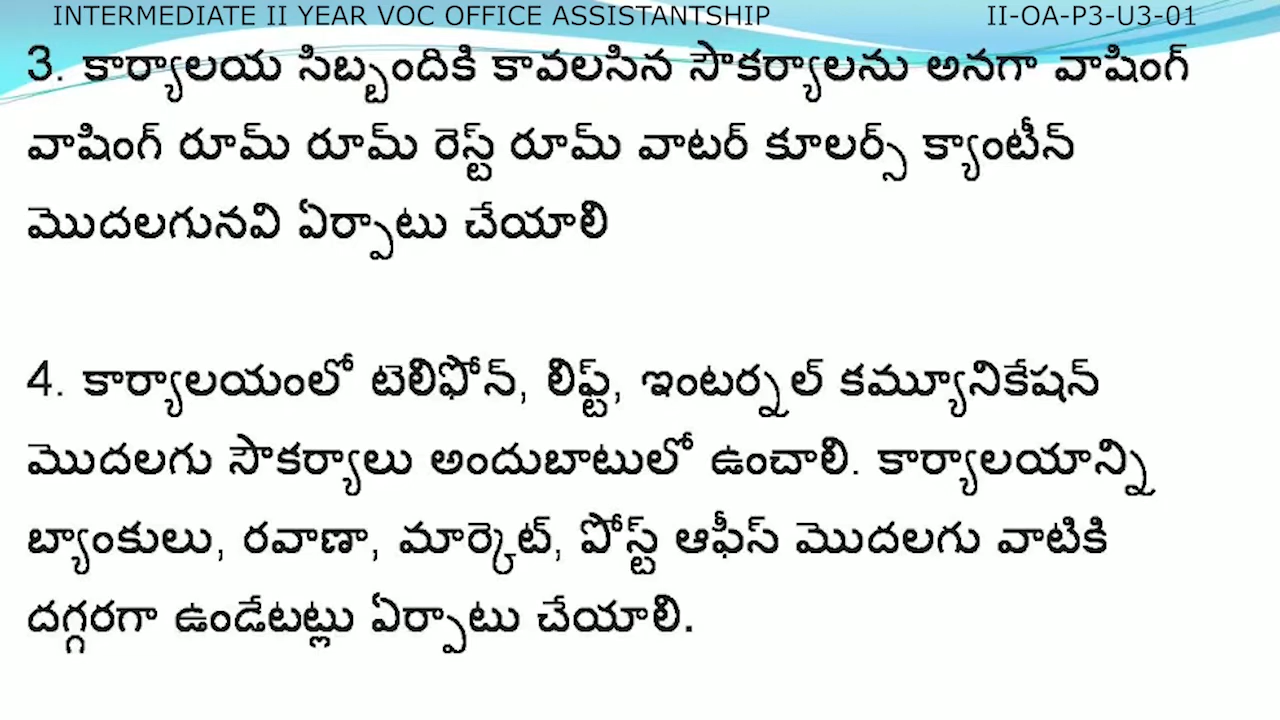 INTERMEDIATE II YEAR VOC OFFICE ASSISTANTSHIP II-OA-P3-U3-01
3. కార్యాలయ సిబ్బందికి కావలసిన సౌకర్యాలను అనగా వాషింగ్
వాషింగ్ రూమ్ రూమ్ రెస్ట్ రూమ్ వాటర్ కూలర్స్ క్యాంటీన్
మొదలగునవి ఏర్పాటు చేయాలి
4. కార్యాలయంలో టెలిఫోన్, లిఫ్ట్, ఇంటర్నల్ కమ్యూనికేషన్
మొదలగు సౌకర్యాలు అందుబాటులో ఉంచాలి. కార్యాలయాన్ని
బ్యాంకులు, రవాణా, మార్కెట్, పోస్ట్ ఆఫీస్ మొదలగు వాటికి
దగ్గరగా ఉండేటట్లు ఏర్పాటు చేయాలి.